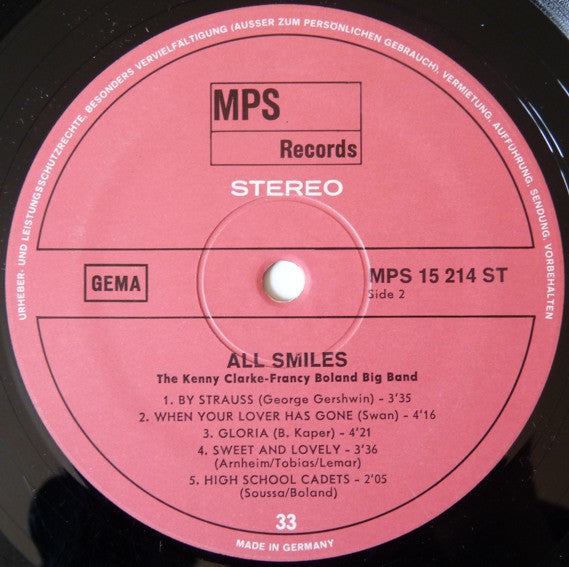 URHEBER- UND LEISTUNGSSCHUTZRECHTE, BESONDERS VERVIELFÄLTIGUNG (AUSSER ZUM PERSÖNLICHEN GEBRAUCH), VERMIETUNG, AUFFÜHRUNG, SENDUNG, VORBEHALTEN
MPS
Records
STEREO
GEMA
MPS 15 214 ST
Side 2
ALL SMILES
The Kenny Clarke-Francy Boland Big Band
1. BY STRAUSS (George Gershwin) - 3'35
2. WHEN YOUR LOVER HAS GONE (Swan) - 4'16
3. GLORIA (B. Kaper) - 4'21
4. SWEET AND LOVELY - 3'36
(Arnheim/Tobias/Lemar)
5. HIGH SCHOOL CADETS - 2'05
(Soussa/Boland)
33
MADE IN GERMANY